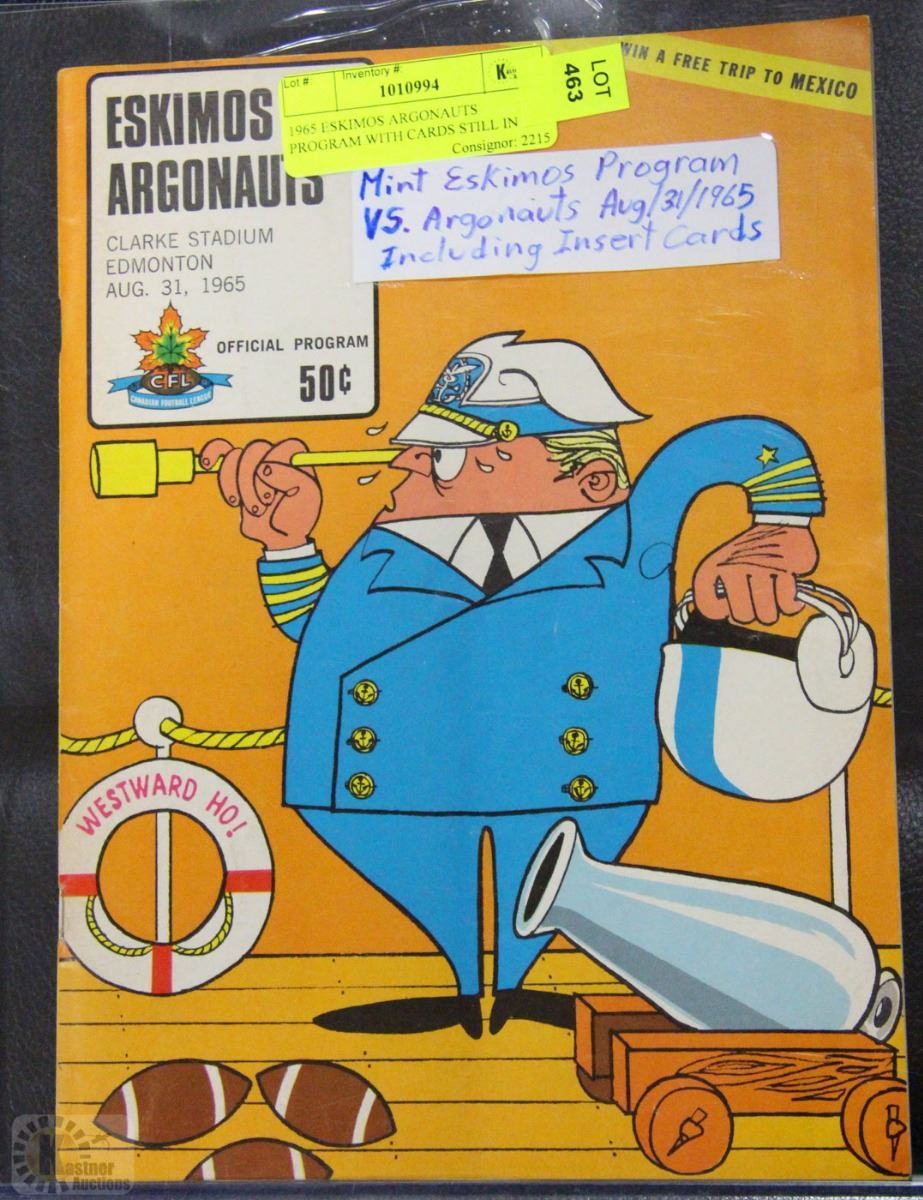 WIN A FREE TRIP TO MEXICO
ESKIMOS
ARGONAUTS
CLARKE STADIUM
EDMONTON
AUG. 31, 1965
OFFICIAL PROGRAM
50¢
CFL
CANADIAN FOOTBALL LEAGUE
Lot #:
Inventory #:
1010994
1965 ESKIMOS ARGONAUTS
PROGRAM WITH CARDS STILL IN
Consignor: 2215
LOT
463
Mint Eskimos Program
VS. Argonauts Aug/31/1965
Including Insert Cards
WESTWARD HO!
Kastner
Auctions